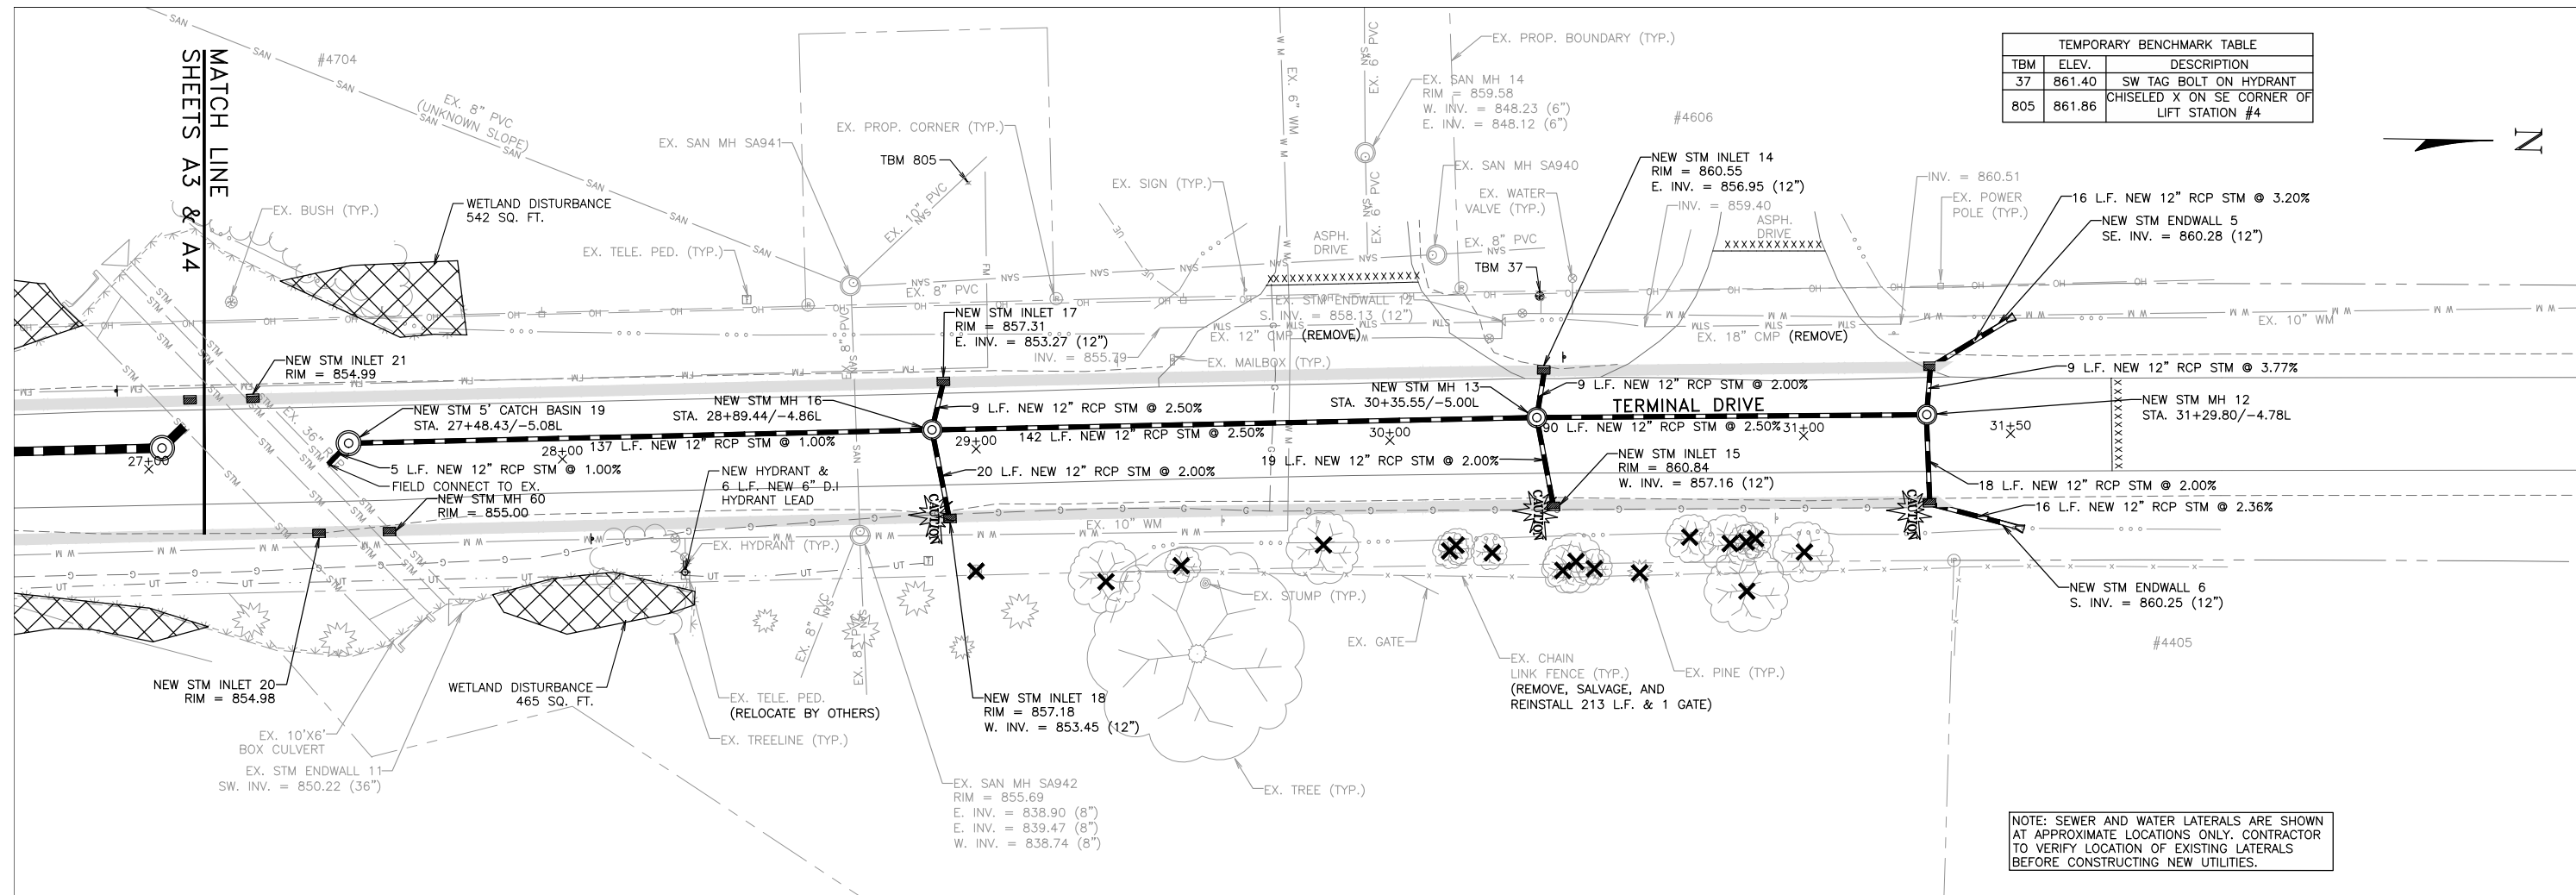 MATCH LINE
SHEETS A3 & A4
#4704
EX. 8" PVC
(UNKNOWN SLOPE)
EX. BUSH (TYP.)
WETLAND DISTURBANCE
542 SQ. FT.
EX. SAN MH SA941
EX. PROP. CORNER (TYP.)
TBM 805
EX. 10" PVC
EX. TELE. PED. (TYP.)
EX. SIGN (TYP.)
EX. 8" PVC
EX. 8" PVC
EX. 6" WM
EX. 6" PVC
EX. 6" PVC
EX. PROP. BOUNDARY (TYP.)
EX. SAN MH 14
RIM = 859.58
W. INV. = 848.23 (6")
E. INV. = 848.12 (6")
#4606
EX. SAN MH SA940
EX. WATER
VALVE (TYP.)
EX. 8" PVC
TBM 37
ASPH.
DRIVE
NEW STM INLET 14
RIM = 860.55
E. INV. = 856.95 (12")
INV. = 859.40
INV. = 860.51
EX. POWER
POLE (TYP.)
ASPH.
DRIVE
TEMPORARY BENCHMARK TABLE
TBM ELEV. DESCRIPTION
37 861.40 SW TAG BOLT ON HYDRANT
805 861.86 CHISELED X ON SE CORNER OF
LIFT STATION #4
N
16 L.F. NEW 12" RCP STM @ 3.20%
NEW STM ENDWALL 5
SE. INV. = 860.28 (12")
EX. 10" WM
NEW STM INLET 17
RIM = 857.31
E. INV. = 853.27 (12")
EX. STM ENDWALL 12
S. INV. = 858.13 (12")
EX. 12" CMP (REMOVE)
INV. = 855.79
EX. MAILBOX (TYP.)
EX. 18" CMP (REMOVE)
NEW STM INLET 21
RIM = 854.99
EX. 36" RCP
NEW STM 5' CATCH BASIN 19
STA. 27+48.43/-5.08L
NEW STM MH 16
STA. 28+89.44/-4.86L
9 L.F. NEW 12" RCP STM @ 2.50%
NEW STM MH 13
STA. 30+35.55/-5.00L
9 L.F. NEW 12" RCP STM @ 2.00%
TERMINAL DRIVE
9 L.F. NEW 12" RCP STM @ 3.77%
NEW STM MH 12
STA. 31+29.80/-4.78L
27+00
28+00
137 L.F. NEW 12" RCP STM @ 1.00%
29+00
142 L.F. NEW 12" RCP STM @ 2.50%
30+00
90 L.F. NEW 12" RCP STM @ 2.50%
31+00
31+50
5 L.F. NEW 12" RCP STM @ 1.00%
FIELD CONNECT TO EX.
NEW STM MH 60
RIM = 855.00
NEW HYDRANT &
6 L.F. NEW 6" D.I
HYDRANT LEAD
20 L.F. NEW 12" RCP STM @ 2.00%
19 L.F. NEW 12" RCP STM @ 2.00%
NEW STM INLET 15
RIM = 860.84
W. INV. = 857.16 (12")
18 L.F. NEW 12" RCP STM @ 2.00%
16 L.F. NEW 12" RCP STM @ 2.36%
CAUTION
CAUTION
CAUTION
EX. 10" WM
EX. HYDRANT (TYP.)
EX. STUMP (TYP.)
EX. GATE
EX. CHAIN
LINK FENCE (TYP.)
(REMOVE, SALVAGE, AND
REINSTALL 213 L.F. & 1 GATE)
EX. PINE (TYP.)
NEW STM ENDWALL 6
S. INV. = 860.25 (12")
#4405
NEW STM INLET 20
RIM = 854.98
WETLAND DISTURBANCE
465 SQ. FT.
EX. TELE. PED.
(RELOCATE BY OTHERS)
EX. 8" PVC
EX. 8" PVC
NEW STM INLET 18
RIM = 857.18
W. INV. = 853.45 (12")
EX. 10'X6'
BOX CULVERT
EX. TREELINE (TYP.)
EX. STM ENDWALL 11
SW. INV. = 850.22 (36")
EX. SAN MH SA942
RIM = 855.69
E. INV. = 838.90 (8")
E. INV. = 839.47 (8")
W. INV. = 838.74 (8")
EX. TREE (TYP.)
NOTE: SEWER AND WATER LATERALS ARE SHOWN
AT APPROXIMATE LOCATIONS ONLY. CONTRACTOR
TO VERIFY LOCATION OF EXISTING LATERALS
BEFORE CONSTRUCTING NEW UTILITIES.